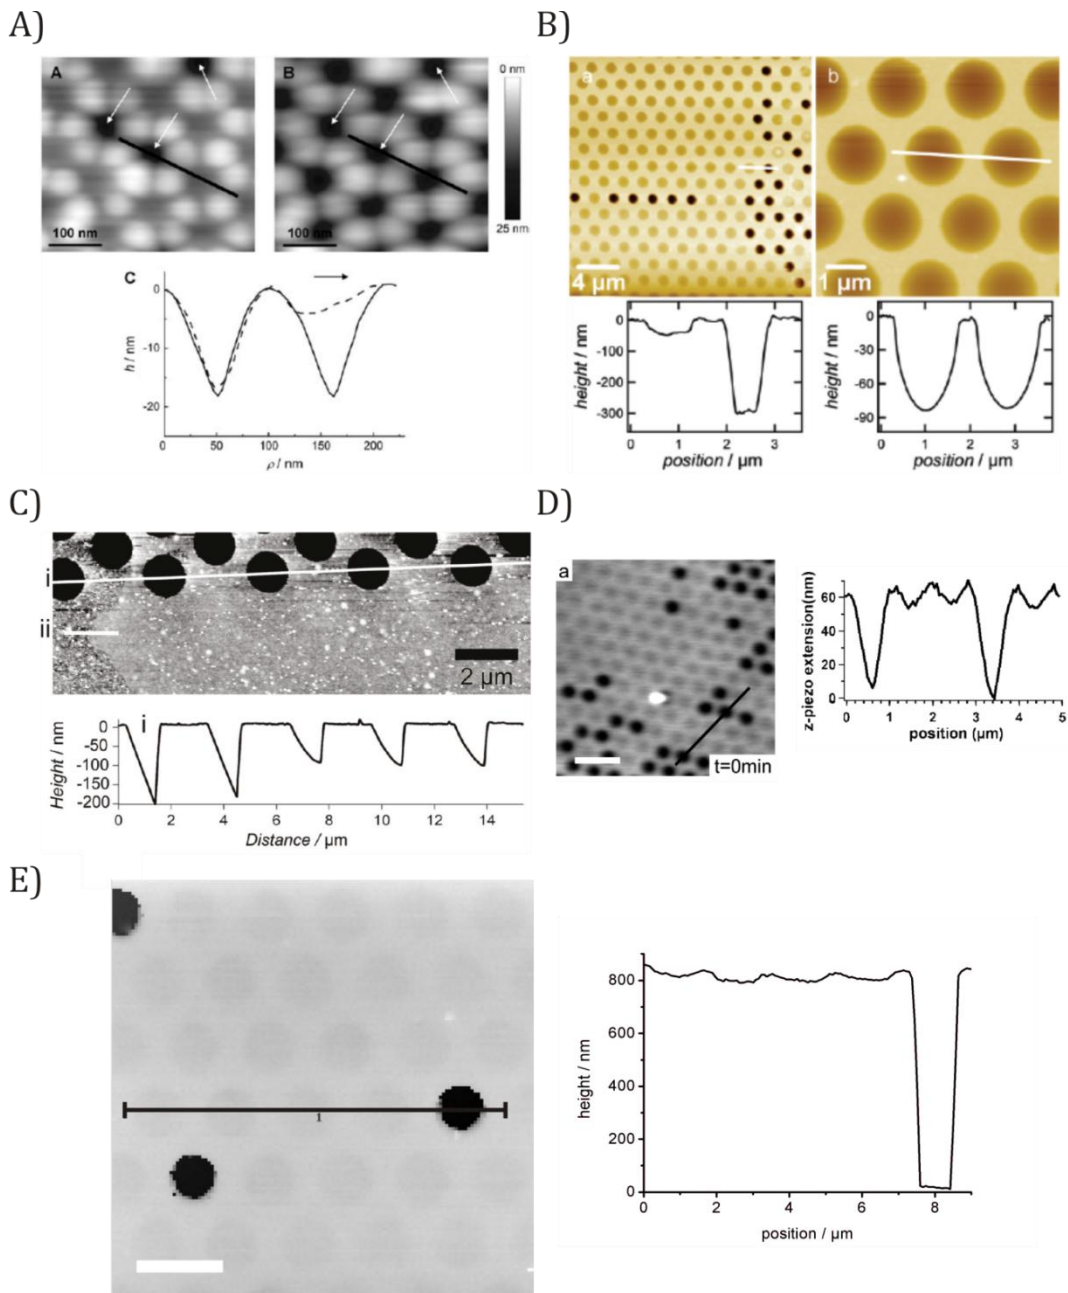 A)
A
B
0 nm
25 nm
100 nm
100 nm
C
0
-10
-20
h / nm
0
50
100
150
200
ρ / nm
B)
a
b
4 µm
1 µm
0
-100
-200
-300
height / nm
0
1
2
3
position / µm
0
-30
-60
-90
height / nm
0
1
2
3
position / µm
C)
i
ii
2 µm
i
0
-50
-100
-150
-200
Height / nm
0
2
4
6
8
10
12
14
Distance / µm
D)
a
t=0min
80
60
40
20
0
z-piezo extension(nm)
0
1
2
3
4
5
position (µm)
E)
1
800
600
400
200
0
height / nm
0
2
4
6
8
position / µm